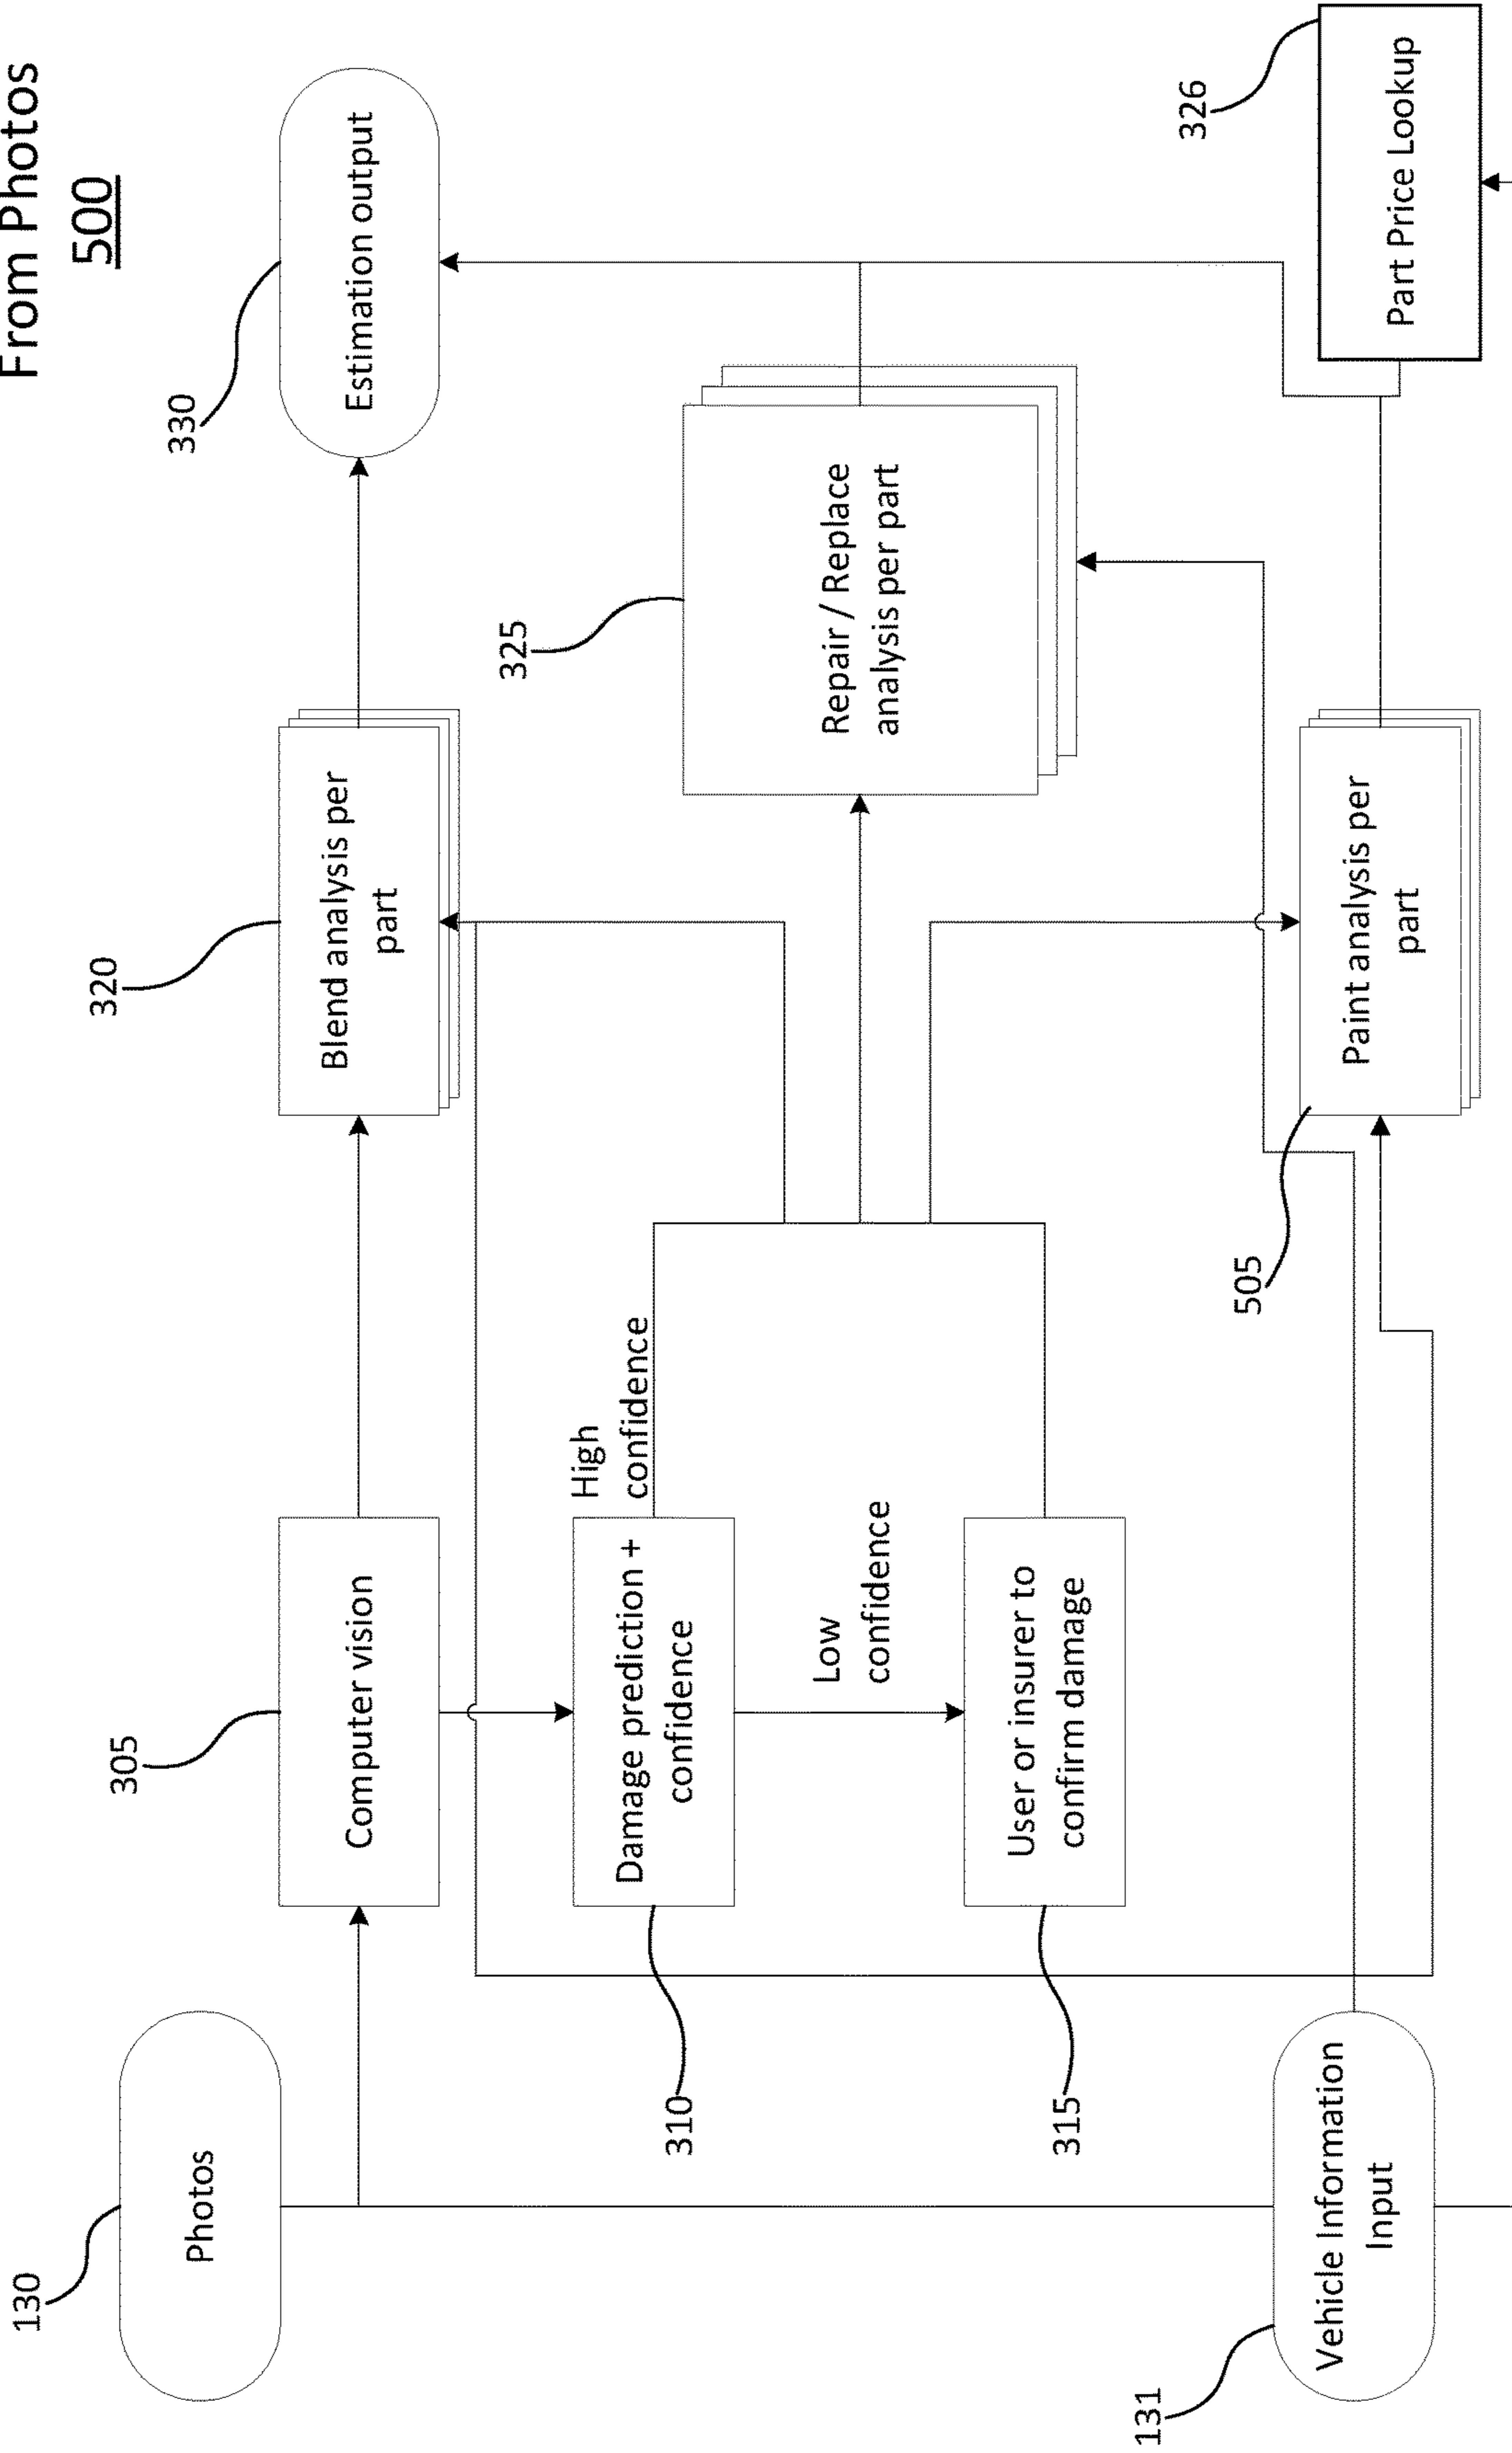 From Photos
500
130
Photos
305
Computer vision
320
Blend analysis per
part
330
Estimation output
310
Damage prediction +
confidence
High
confidence
Low
confidence
315
User or insurer to
confirm damage
325
Repair / Replace
analysis per part
131
Vehicle Information
Input
505
Paint analysis per
part
326
Part Price Lookup